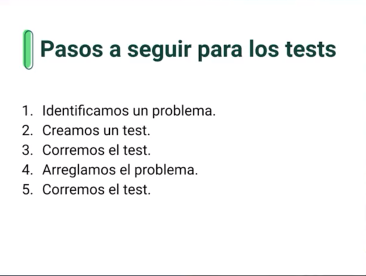 Pasos a seguir para los tests
1. Identificamos un problema.
2. Creamos un test.
3. Corremos el test.
4. Arreglamos el problema.
5. Corremos el test.